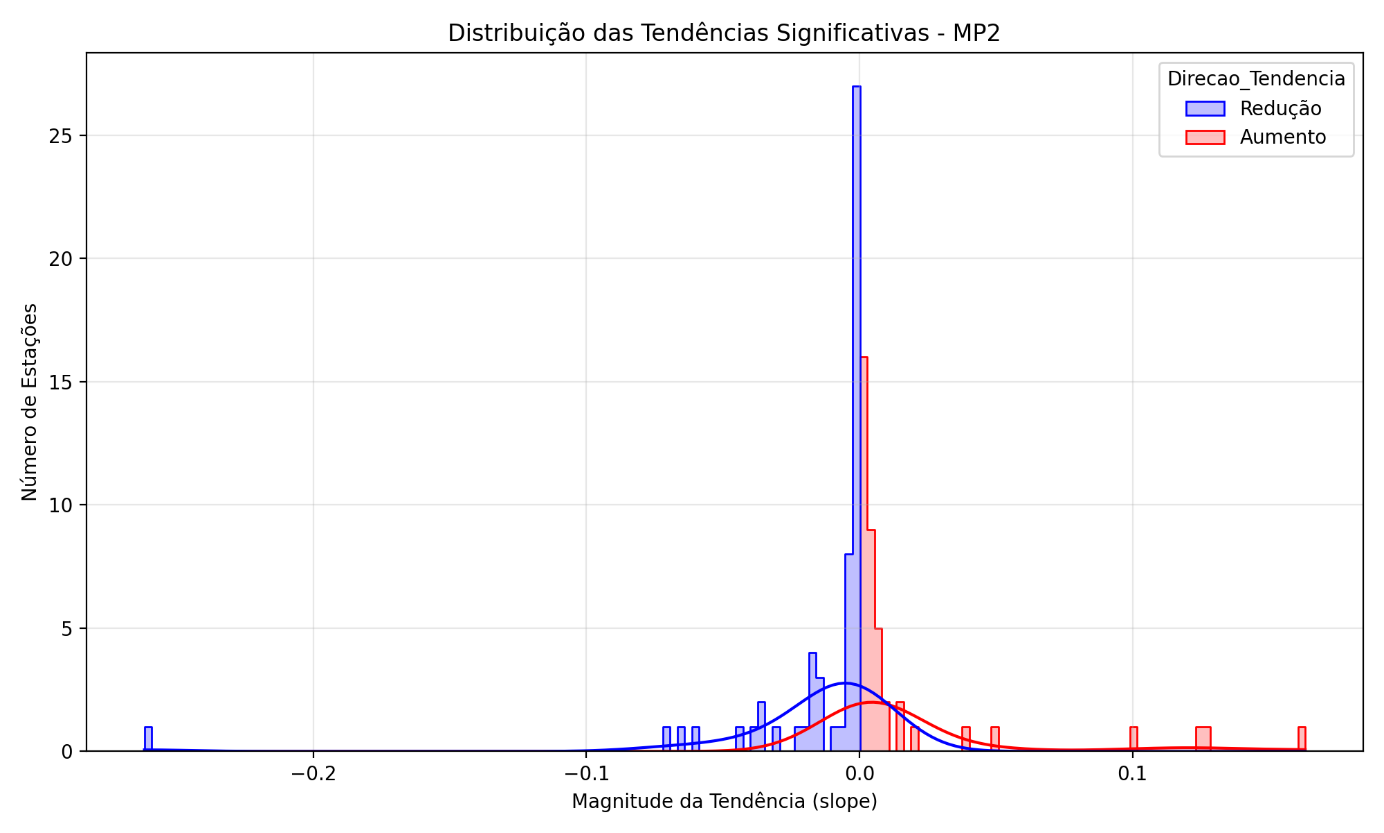 Distribuição das Tendências Significativas - MP2
Direcao_Tendencia
Redução
Aumento
Número de Estações
25
20
15
10
5
0
−0.2
−0.1
0.0
0.1
Magnitude da Tendência (slope)